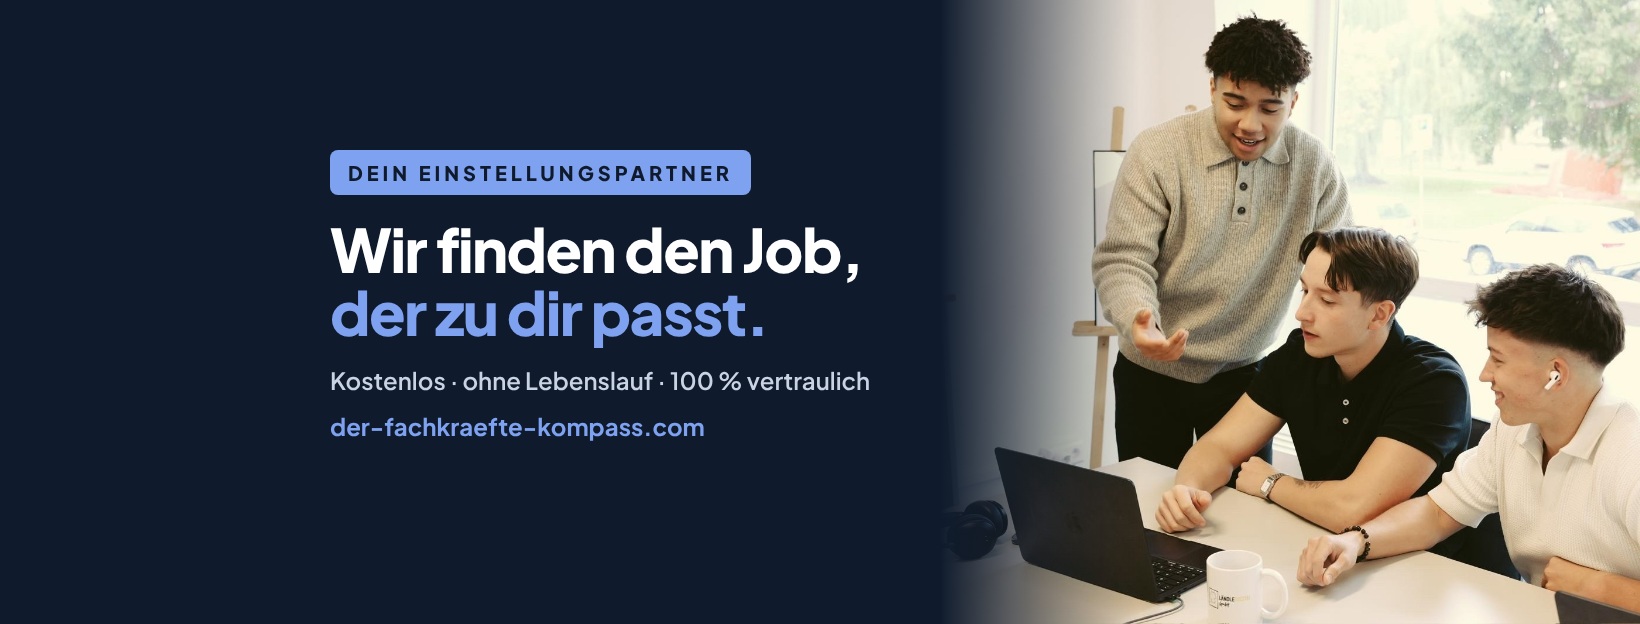 DEIN EINSTELLUNGSPARTNER
Wir finden den Job,
der zu dir passt.
Kostenlos · ohne Lebenslauf · 100 % vertraulich
der-fachkraefte-kompass.com
LÄNDLE